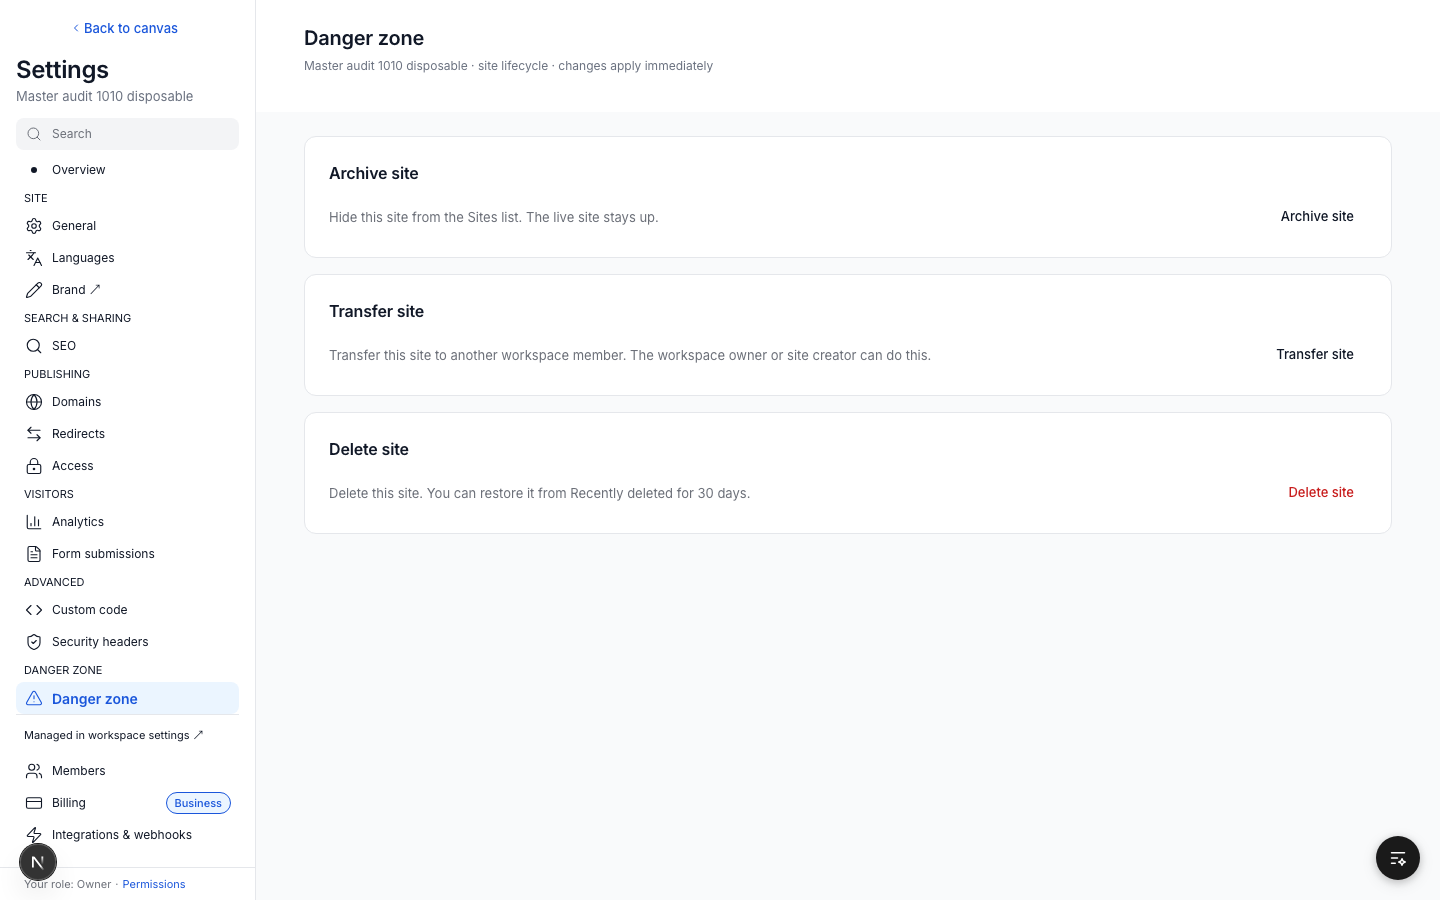 Back to canvas
Settings
Master audit 1010 disposable
Search
Overview
SITE
General
Languages
Brand ↗
SEARCH & SHARING
SEO
PUBLISHING
Domains
Redirects
Access
VISITORS
Analytics
Form submissions
ADVANCED
Custom code
Security headers
DANGER ZONE
Danger zone
Managed in workspace settings ↗
Members
Billing Business
Integrations & webhooks
N
Your role: Owner · Permissions
Danger zone
Master audit 1010 disposable · site lifecycle · changes apply immediately
Archive site
Hide this site from the Sites list. The live site stays up.
Archive site
Transfer site
Transfer this site to another workspace member. The workspace owner or site creator can do this.
Transfer site
Delete site
Delete this site. You can restore it from Recently deleted for 30 days.
Delete site